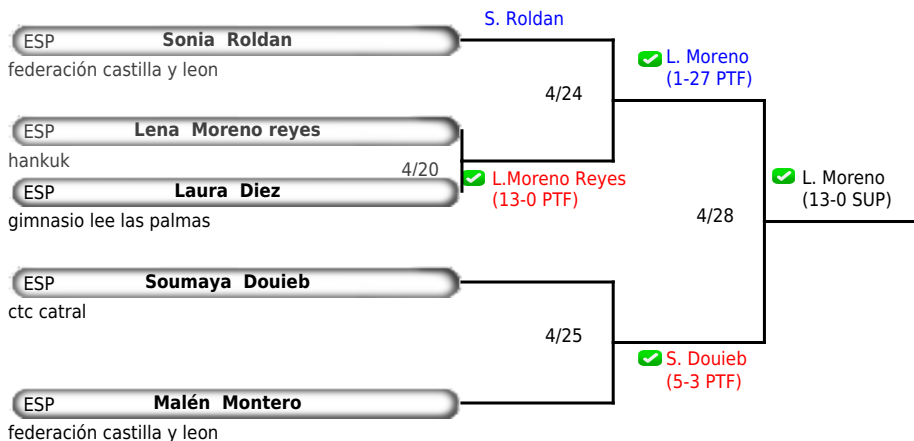 S. Roldan
ESP Sonia Roldan
federación castilla y leon
L. Moreno
(1-27 PTF)
4/24
ESP Lena Moreno reyes
hankuk
4/20
L.Moreno Reyes
(13-0 PTF)
ESP Laura Diez
gimnasio lee las palmas
L. Moreno
(13-0 SUP)
4/28
ESP Soumaya Douieb
ctc catral
4/25
S. Douieb
(5-3 PTF)
ESP Malén Montero
federación castilla y leon